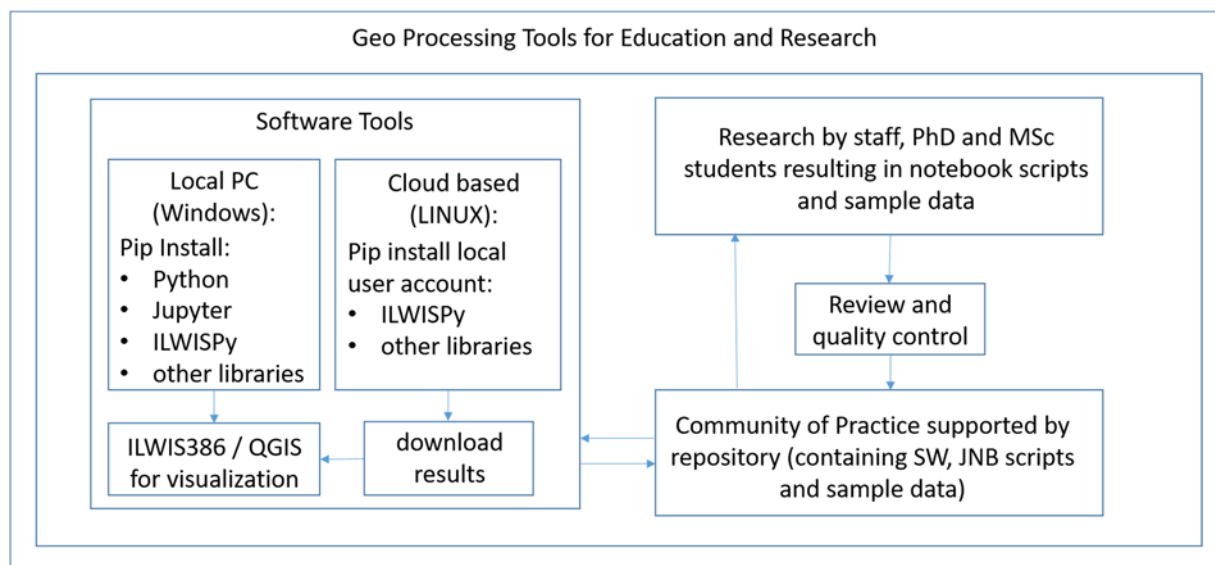 Geo Processing Tools for Education and Research
Software Tools
Local PC
(Windows):
Pip Install:
• Python
• Jupyter
• ILWISPy
• other libraries
Cloud based
(LINUX):
Pip install local
user account:
• ILWISPy
• other libraries
ILWIS386 / QGIS
for visualization
download
results
Research by staff, PhD and MSc
students resulting in notebook scripts
and sample data
Review and
quality control
Community of Practice supported by
repository (containing SW, JNB scripts
and sample data)